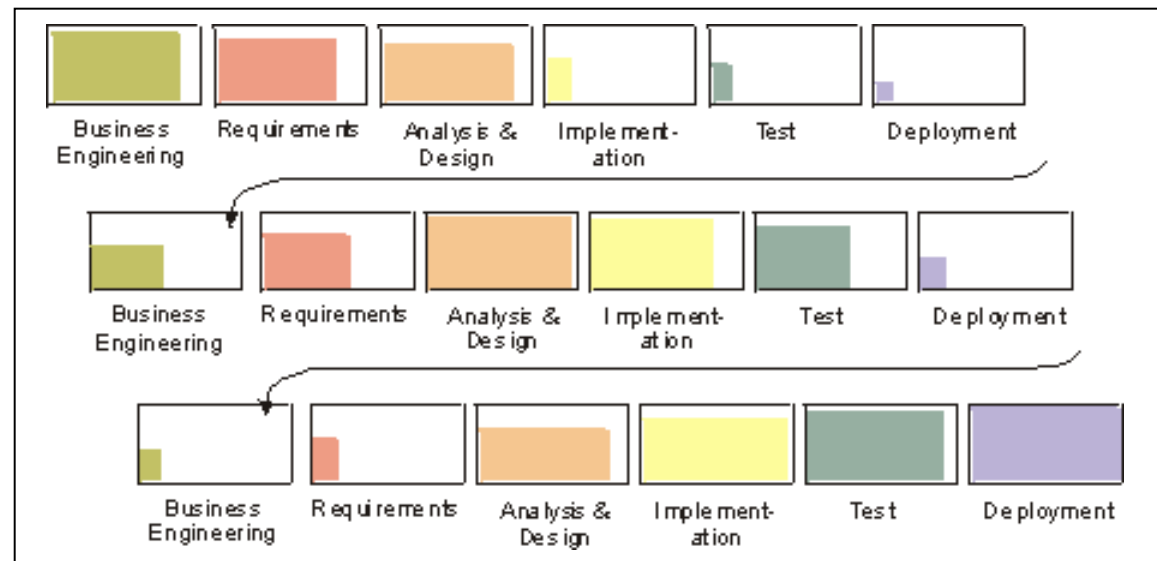 Business
Engineering
Requirements
Analysis &
Design
Implement-
ation
Test
Deployment
Business
Engineering
Requirements
Analysis &
Design
Implement-
ation
Test
Deployment
Business
Engineering
Requirements
Analysis &
Design
Implement-
ation
Test
Deployment